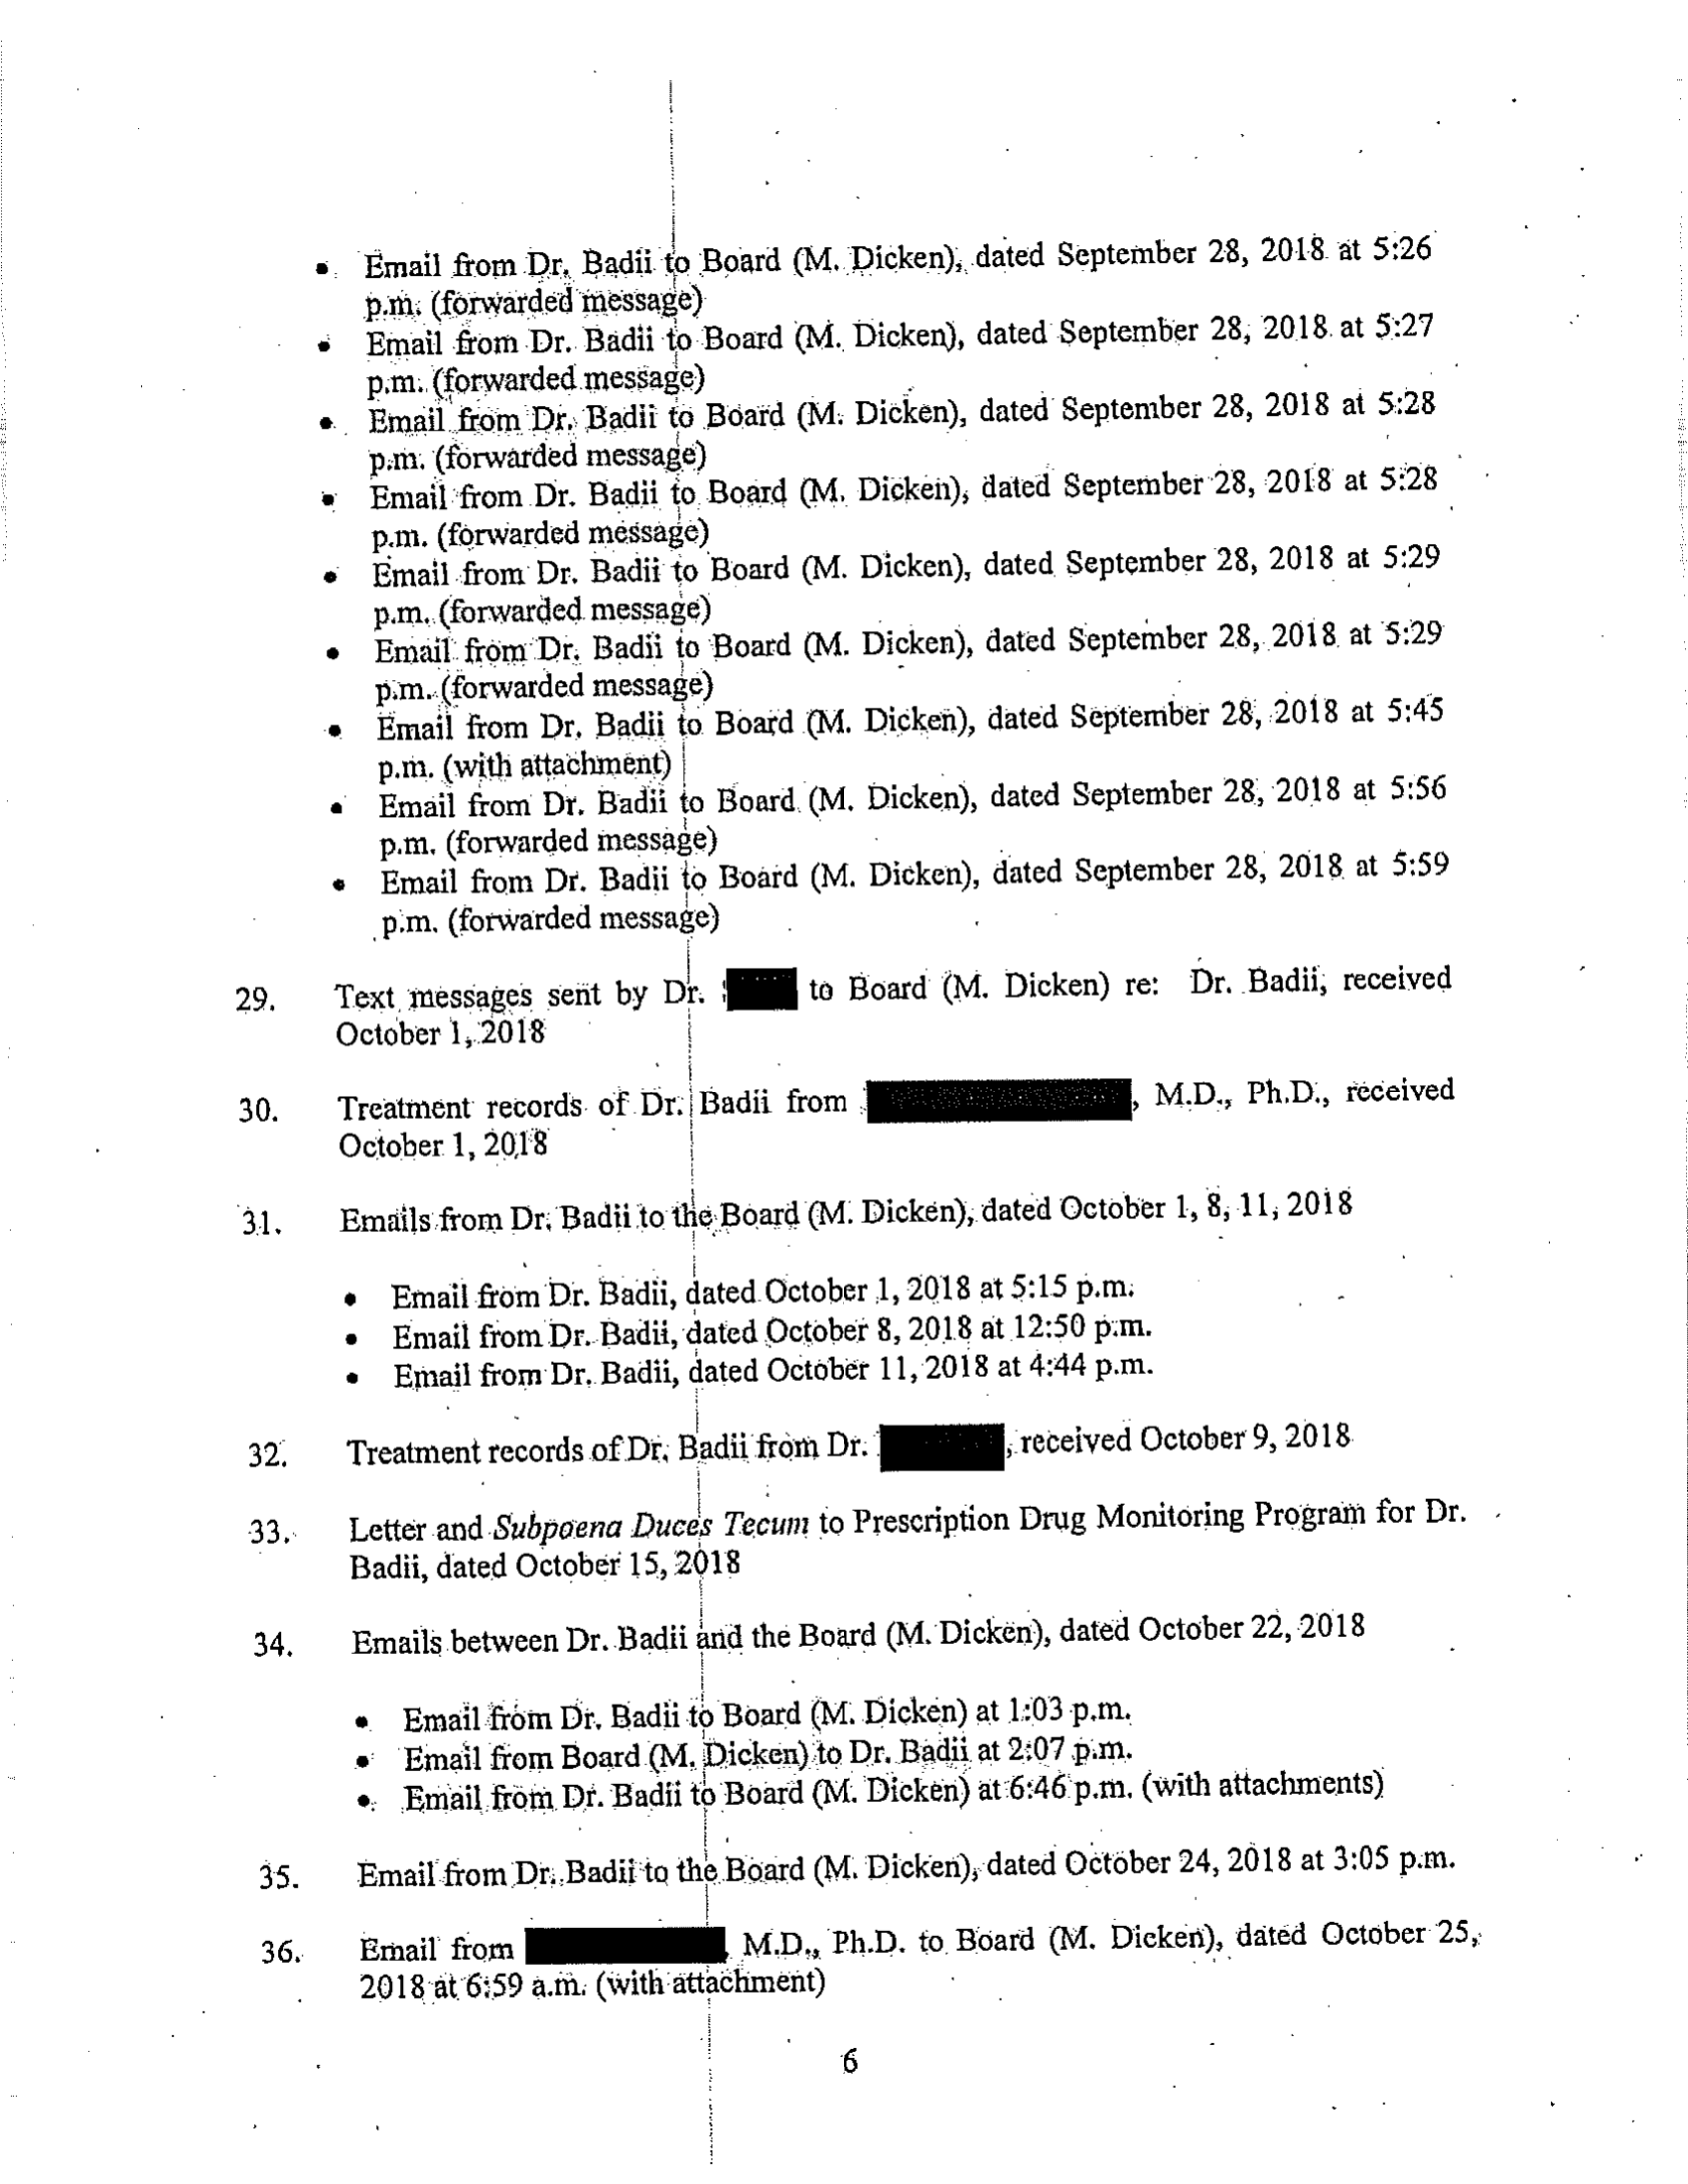 • Email from Dr. Badii to Board (M. Dicken), dated September 28, 2018 at 5:26
p.m. (forwarded message)
• Email from Dr. Badii to Board (M. Dicken), dated September 28, 2018 at 5:27
p.m. (forwarded message)
• Email from Dr. Badii to Board (M. Dicken), dated September 28, 2018 at 5:28
p.m. (forwarded message)
• Email from Dr. Badii to Board (M. Dicken), dated September 28, 2018 at 5:28
p.m. (forwarded message)
• Email from Dr. Badii to Board (M. Dicken), dated September 28, 2018 at 5:29
p.m. (forwarded message)
• Email from Dr. Badii to Board (M. Dicken), dated September 28, 2018 at 5:29
p.m. (forwarded message)
• Email from Dr. Badii to Board (M. Dicken), dated September 28, 2018 at 5:45
p.m. (with attachment)
• Email from Dr. Badii to Board (M. Dicken), dated September 28, 2018 at 5:56
p.m. (forwarded message)
• Email from Dr. Badii to Board (M. Dicken), dated September 28, 2018 at 5:59
p.m. (forwarded message)
29. Text messages sent by Dr. to Board (M. Dicken) re: Dr. Badii, received
October 1, 2018
30. Treatment records of Dr. Badii from , M.D., Ph.D., received
October 1, 2018
31. Emails from Dr. Badii to the Board (M. Dicken), dated October 1, 8, 11, 2018
• Email from Dr. Badii, dated October 1, 2018 at 5:15 p.m.
• Email from Dr. Badii, dated October 8, 2018 at 12:50 p.m.
• Email from Dr. Badii, dated October 11, 2018 at 4:44 p.m.
32. Treatment records of Dr. Badii from Dr. , received October 9, 2018
33. Letter and Subpoena Duces Tecum to Prescription Drug Monitoring Program for Dr.
Badii, dated October 15, 2018
34. Emails between Dr. Badii and the Board (M. Dicken), dated October 22, 2018
• Email from Dr. Badii to Board (M. Dicken) at 1:03 p.m.
• Email from Board (M. Dicken) to Dr. Badii at 2:07 p.m.
• Email from Dr. Badii to Board (M. Dicken) at 6:46 p.m. (with attachments)
35. Email from Dr. Badii to the Board (M. Dicken), dated October 24, 2018 at 3:05 p.m.
36. Email from M.D., Ph.D. to Board (M. Dicken), dated October 25,
2018 at 6:59 a.m. (with attachment)
6